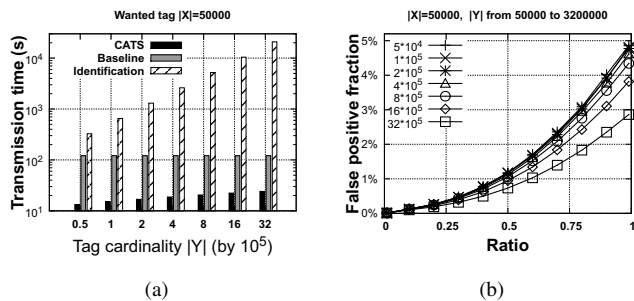 Wanted tag |X|=50000
CATS
Baseline
Identification
Transmission time (s)
10^4
10^3
10^2
10^1
0.5 1 2 4 8 16 32
Tag cardinality |Y| (by 10^5)
(a)
|X|=50000, |Y| from 50000 to 3200000
5*10^4
1*10^5
2*10^5
4*10^5
8*10^5
16*10^5
32*10^5
False positive fraction
5%
4%
3%
2%
1%
0%
0 0.25 0.5 0.75 1
Ratio
(b)